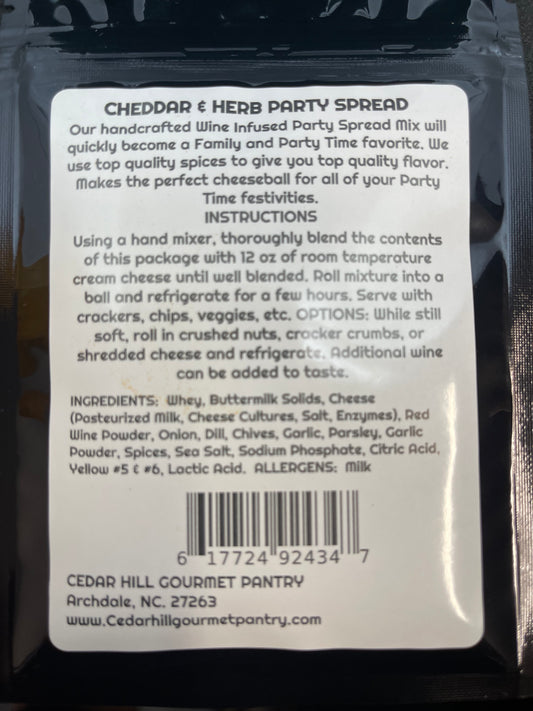 CHEDDAR & HERB PARTY SPREAD
Our handcrafted Wine Infused Party Spread Mix will
quickly become a Family and Party Time favorite. We
use top quality spices to give you top quality flavor.
Makes the perfect cheeseball for all of your Party
Time festivities.
INSTRUCTIONS
Using a hand mixer, thoroughly blend the contents
of this package with 12 oz of room temperature
cream cheese until well blended. Roll mixture into a
ball and refrigerate for a few hours. Serve with
crackers, chips, veggies, etc. OPTIONS: While still
soft, roll in crushed nuts, cracker crumbs, or
shredded cheese and refrigerate. Additional wine
can be added to taste.
INGREDIENTS: Whey, Buttermilk Solids, Cheese
(Pasteurized Milk, Cheese Cultures, Salt, Enzymes), Red
Wine Powder, Onion, Dill, Chives, Garlic, Parsley, Garlic
Powder, Spices, Sea Salt, Sodium Phosphate, Citric Acid,
Yellow #5 & #6, Lactic Acid. ALLERGENS: Milk
6 17724 92434 7
CEDAR HILL GOURMET PANTRY
Archdale, NC. 27263
www.Cedarhillgourmetpantry.com